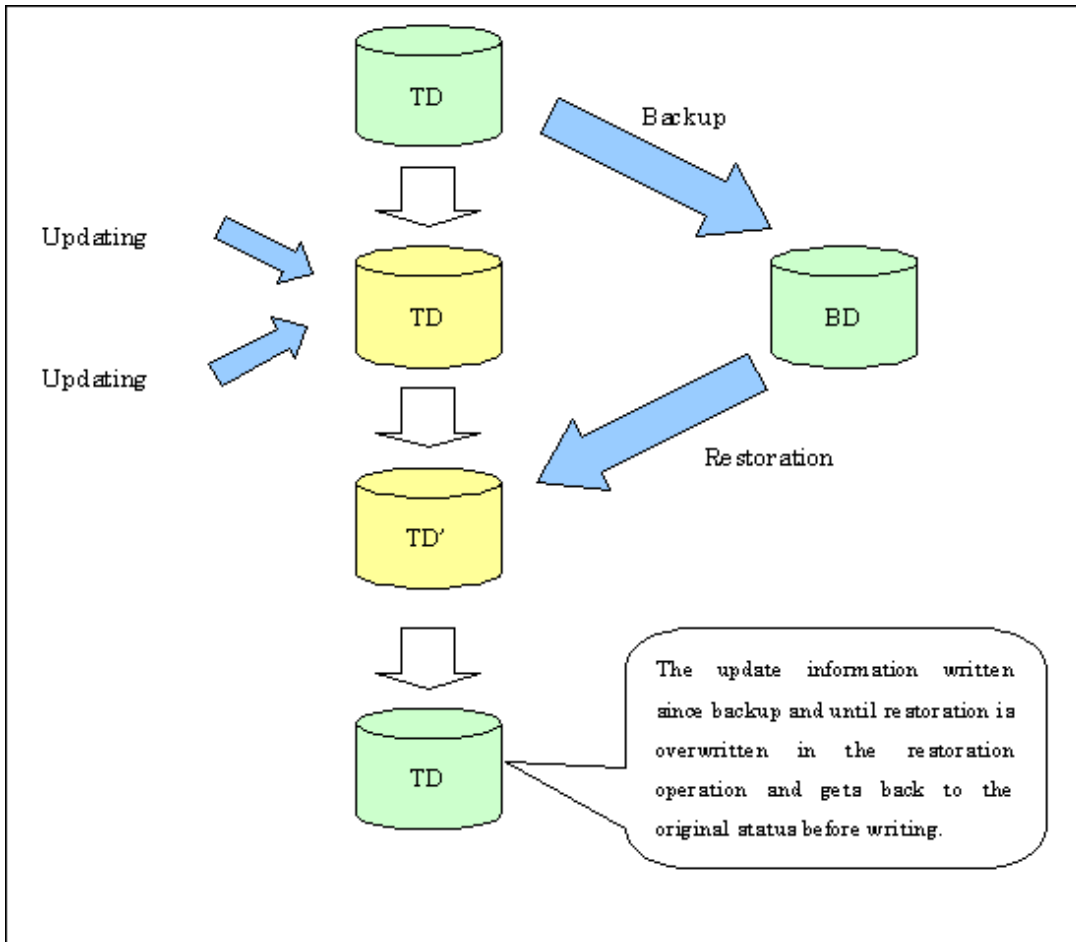 TD
Backup
Updating
TD
BD
Updating
Restoration
TD'
The update information written
since backup and until restoration is
overwritten in the restoration
operation and gets back to the
original status before writing.
TD